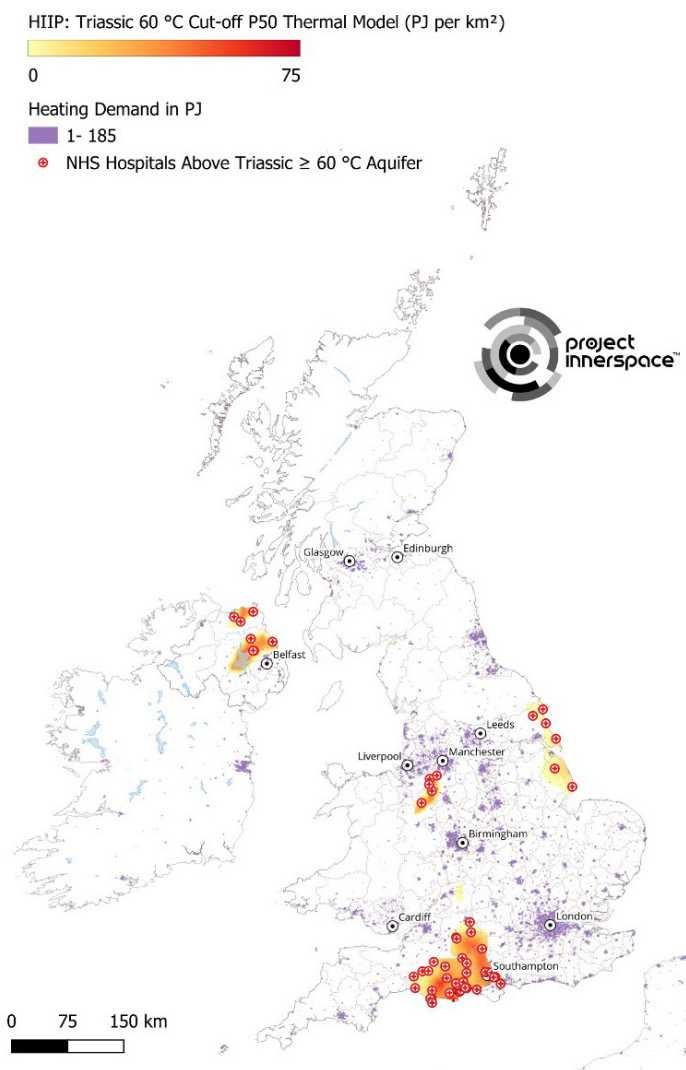 HIIP: Triassic 60 °C Cut-off P50 Thermal Model (PJ per km²)
0 75
Heating Demand in PJ
1- 185
NHS Hospitals Above Triassic ≥ 60 °C Aquifer
project
innerspace™
Glasgow
Edinburgh
Belfast
Leeds
Liverpool
Manchester
Birmingham
Cardiff
London
Southampton
0 75 150 km